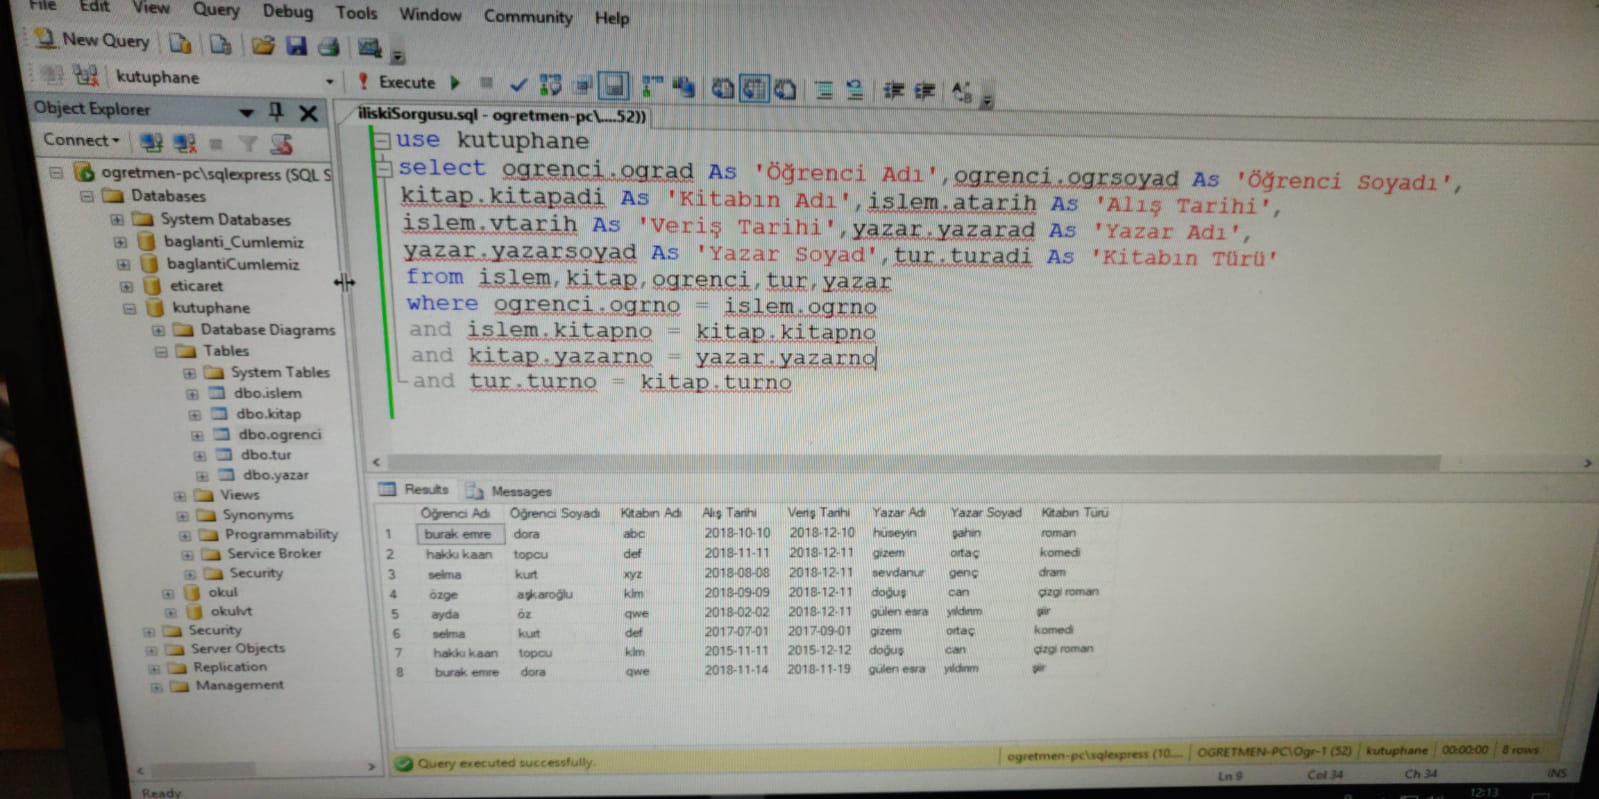 File Edit View Query Debug Tools Window Community Help
New Query
kutuphane Execute
Object Explorer
Connect
ogretmen-pc\sqlexpress (SQL S
Databases
System Databases
baglanti_Cumlemiz
baglantiCumlemiz
eticaret
kutuphane
Database Diagrams
Tables
System Tables
dbo.islem
dbo.kitap
dbo.ogrenci
dbo.tur
dbo.yazar
Views
Synonyms
Programmability
Service Broker
Security
okul
okulvt
Security
Server Objects
Replication
Management
iliskiSorgusu.sql - ogretmen-pc\....52))
use kutuphane
select ogrenci.ograd As 'Öğrenci Adı',ogrenci.ogrsoyad As 'Öğrenci Soyadı',
kitap.kitapadi As 'Kitabın Adı',islem.atarih As 'Alış Tarihi',
islem.vtarih As 'Veriş Tarihi',yazar.yazarad As 'Yazar Adı',
yazar.yazarsoyad As 'Yazar Soyad',tur.turadi As 'Kitabın Türü'
from islem,kitap,ogrenci,tur,yazar
where ogrenci.ogrno = islem.ogrno
and islem.kitapno = kitap.kitapno
and kitap.yazarno = yazar.yazarno
and tur.turno = kitap.turno
Results Messages
Öğrenci Adı Öğrenci Soyadı Kitabın Adı Alış Tarihi Veriş Tarihi Yazar Adı Yazar Soyad Kitabın Türü
1 burak emre dora abc 2018-10-10 2018-12-10 hüseyin şahin roman
2 hakkı kaan topcu def 2018-11-11 2018-12-11 gizem ortaç komedi
3 selma kurt xyz 2018-08-08 2018-12-11 sevdanur genç dram
4 özge aşkaroğlu klm 2018-09-09 2018-12-11 doğuş can çizgi roman
5 ayda öz qwe 2018-02-02 2018-12-11 gülen esra yıldırım şiir
6 selma kurt def 2017-07-01 2017-09-01 gizem ortaç komedi
7 hakkı kaan topcu klm 2015-11-11 2015-12-12 doğuş can çizgi roman
8 burak emre dora qwe 2018-11-14 2018-11-19 gülen esra yıldırım şiir
Query executed successfully. ogretmen-pc\sqlexpress (10.... OGRETMEN-PC\Ogr-1 (52) kutuphane 00:00:00 8 rows
Ready Ln 9 Col 34 Ch 34 INS
12:13